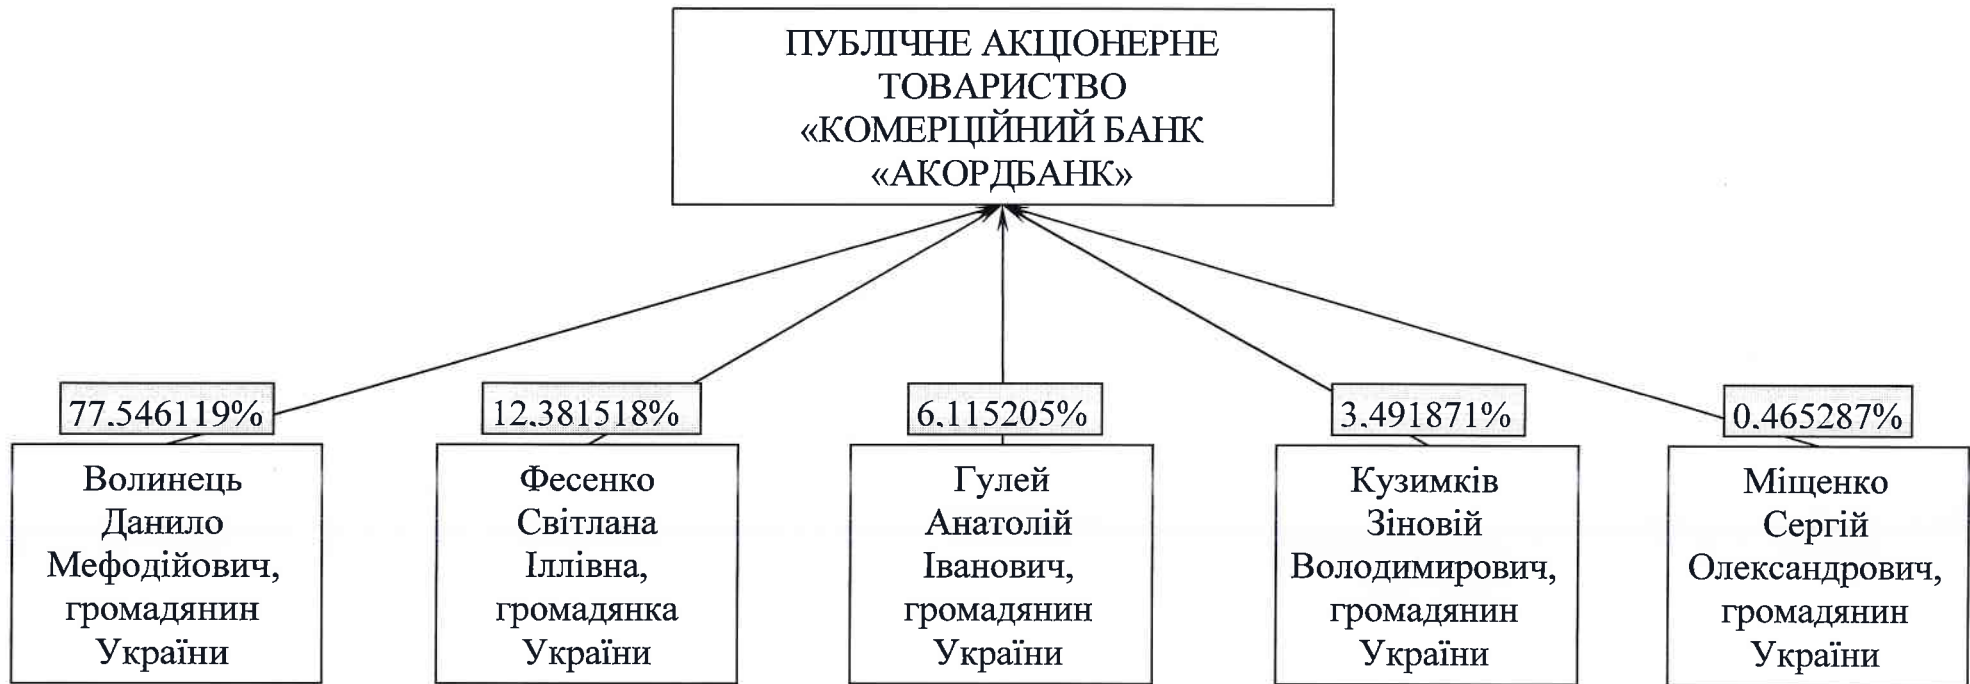 ПУБЛІЧНЕ АКЦІОНЕРНЕ
ТОВАРИСТВО
«КОМЕРЦІЙНИЙ БАНК
«АКОРДБАНК»
77.546119%
12.381518%
6.115205%
3.491871%
0.465287%
Волинець
Данило
Мефодійович,
громадянин
України
Фесенко
Світлана
Іллівна,
громадянка
України
Гулей
Анатолій
Іванович,
громадянин
України
Кузимків
Зіновій
Володимирович,
громадянин
України
Міщенко
Сергій
Олександрович,
громадянин
України